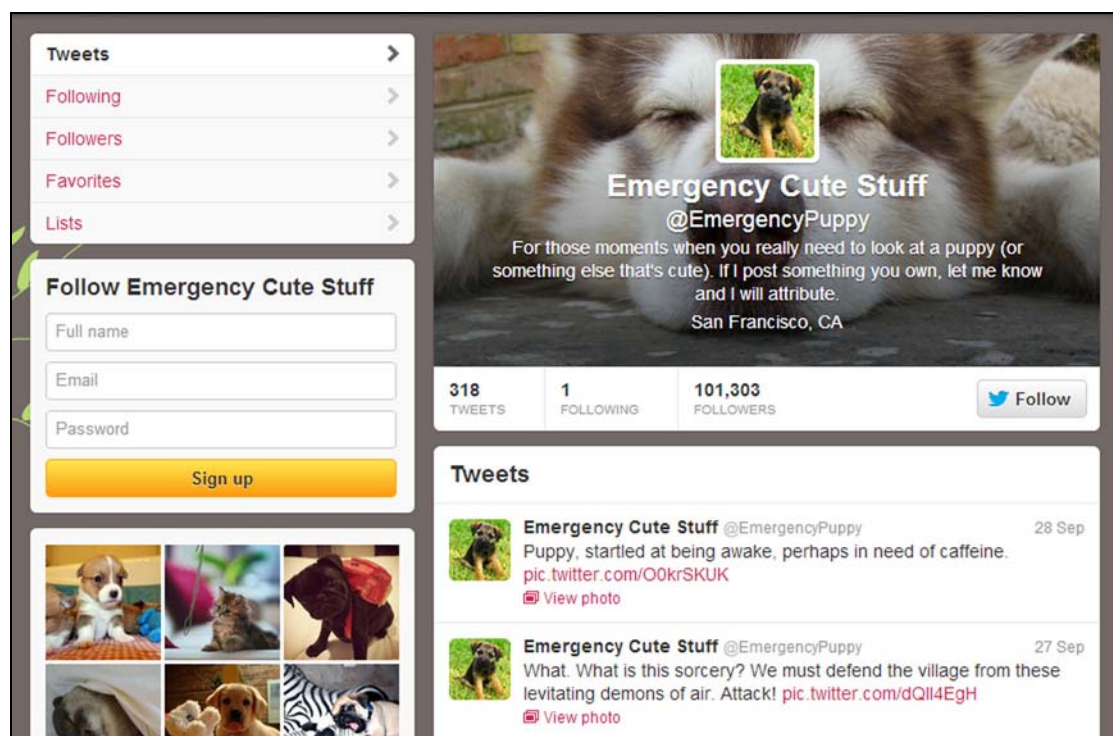 Tweets
Following
Followers
Favorites
Lists
Follow Emergency Cute Stuff
Full name
Email
Password
Sign up
Emergency Cute Stuff
@EmergencyPuppy
For those moments when you really need to look at a puppy (or
something else that's cute). If I post something you own, let me know
and I will attribute.
San Francisco, CA
318
TWEETS
1
FOLLOWING
101,303
FOLLOWERS
Follow
Tweets
Emergency Cute Stuff @EmergencyPuppy 28 Sep
Puppy, startled at being awake, perhaps in need of caffeine.
pic.twitter.com/O0krSKUK
View photo
Emergency Cute Stuff @EmergencyPuppy 27 Sep
What. What is this sorcery? We must defend the village from these
levitating demons of air. Attack! pic.twitter.com/dQll4EgH
View photo